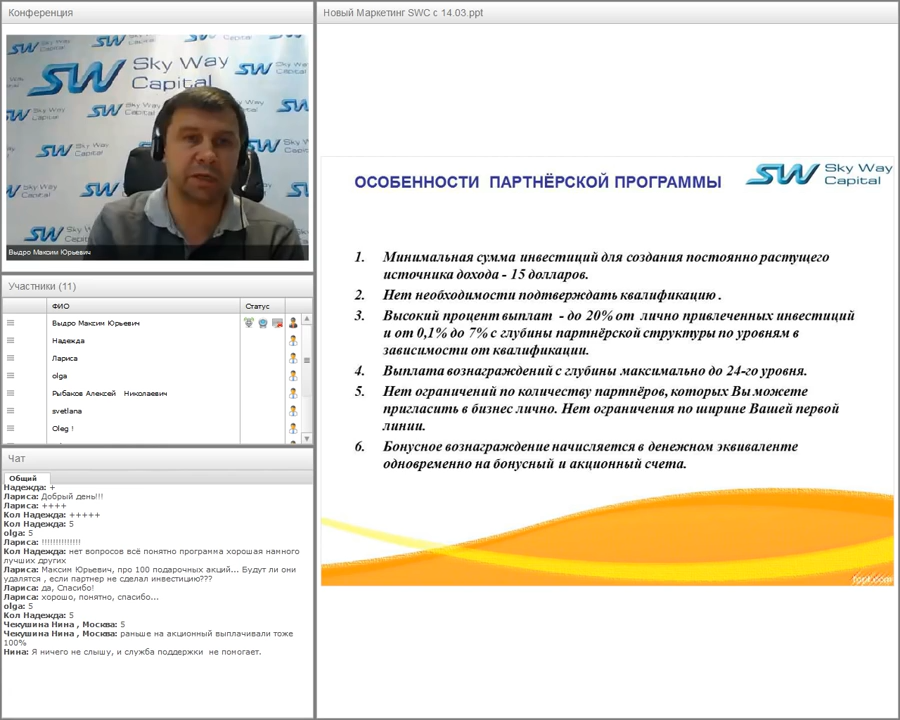 Конференция
Sky Way
Capital
SW
Выдро Максим Юрьевич
Участники (11)
ФИО
Статус
Выдро Максим Юрьевич
Надежда
Лариса
olga
Рыбаков Алексей Николаевич
svetlana
Oleg !
Чат
Общий
Надежда: +
Лариса: Добрый день!!!
Лариса: ++++
Кол Надежда: +++++
Кол Надежда: 5
olga: 5
Лариса: !!!!!!!!!!!!!!
Кол Надежда: нет вопросов всё понятно программа хорошая намного
лучших других
Лариса: Максим Юрьевич, про 100 подарочных акций... Будут ли они
удалятся , если партнер не сделал инвестицию???
Лариса: да, Спасибо!
Лариса: хорошо, понятно, спасибо...
olga: 5
Кол Надежда: 5
Чекушина Нина , Москва: 5
Чекушина Нина , Москва: раньше на акционный выплачивали тоже
100%
Нина: Я ничего не слышу, и служба поддержки не помогает.
Новый Маркетинг SWC с 14.03.ppt
ОСОБЕННОСТИ ПАРТНЁРСКОЙ ПРОГРАММЫ
SW Sky Way
Capital
1. Минимальная сумма инвестиций для создания постоянно растущего
источника дохода - 15 долларов.
2. Нет необходимости подтверждать квалификацию .
3. Высокий процент выплат - до 20% от лично привлеченных инвестиций
и от 0,1% до 7% с глубины партнёрской структуры по уровням в
зависимости от квалификации.
4. Выплата вознаграждений с глубины максимально до 24-го уровня.
5. Нет ограничений по количеству партнёров, которых Вы можете
пригласить в бизнес лично. Нет ограничения по ширине Вашей первой
линии.
6. Бонусное вознаграждение начисляется в денежном эквиваленте
одновременно на бонусный и акционный счета.